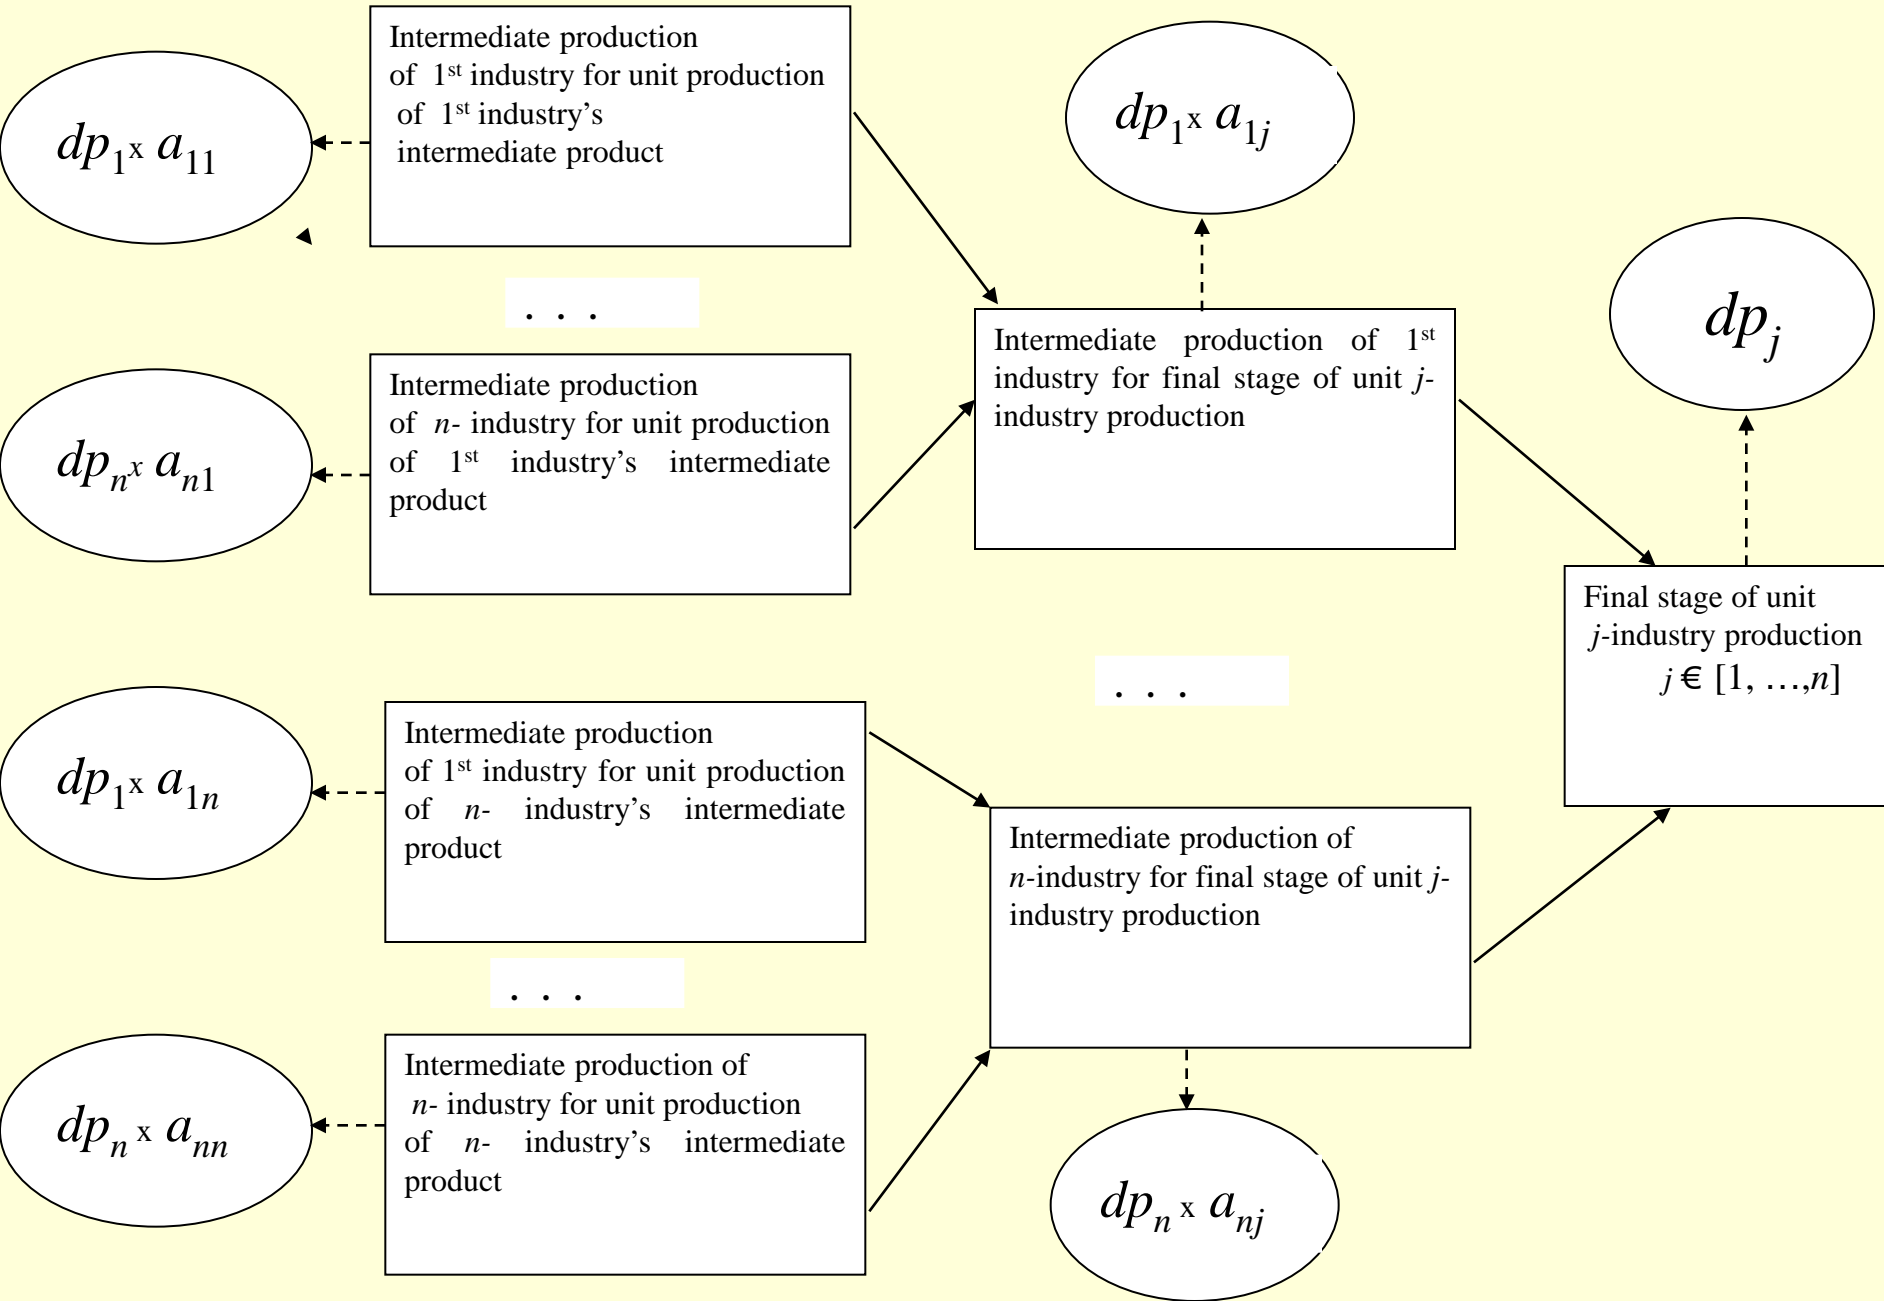 dp₁ x a₁₁
Intermediate production
of 1st industry for unit production
of 1st industry's
intermediate product
dp₁ x a₁ⱼ
. . .
dpₙ x aₙ₁
Intermediate production
of n- industry for unit production
of 1st industry's intermediate
product
Intermediate production of 1st
industry for final stage of unit j-
industry production
dpⱼ
Final stage of unit
j-industry production
j € [1, …,n]
. . .
dp₁ x a₁ₙ
Intermediate production
of 1st industry for unit production
of n- industry's intermediate
product
Intermediate production of
n-industry for final stage of unit j-
industry production
. . .
dpₙ x aₙₙ
Intermediate production of
n- industry for unit production
of n- industry's intermediate
product
dpₙ x aₙⱼ